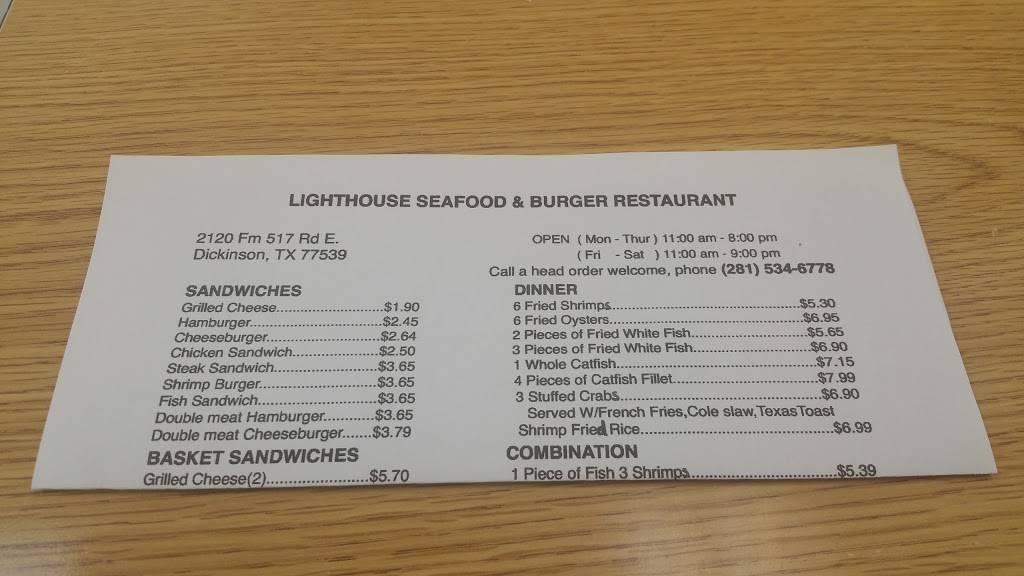 LIGHTHOUSE SEAFOOD & BURGER RESTAURANT
2120 Fm 517 Rd E.
Dickinson, TX 77539
OPEN ( Mon - Thur ) 11:00 am - 8:00 pm
( Fri - Sat ) 11:00 am - 9:00 pm
Call a head order welcome, phone (281) 534-6778
SANDWICHES
Grilled Cheese...........................$1.90
Hamburger.................................$2.45
Cheeseburger............................$2.64
Chicken Sandwich.....................$2.50
Steak Sandwich..........................$3.65
Shrimp Burger.............................$3.65
Fish Sandwich.............................$3.65
Double meat Hamburger............$3.65
Double meat Cheeseburger.......$3.79
BASKET SANDWICHES
Grilled Cheese(2)........................$5.70
DINNER
6 Fried Shrimps...............................................$5.30
6 Fried Oysters................................................$6.95
2 Pieces of Fried White Fish............................$5.65
3 Pieces of Fried White Fish............................$6.90
1 Whole Catfish................................................$7.15
4 Pieces of Catfish Fillet...................................$7.99
3 Stuffed Crabs.................................................$6.90
Served W/French Fries,Cole slaw,TexasToast
Shrimp Fried Rice..............................................$6.99
COMBINATION
1 Piece of Fish 3 Shrimps...................................$5.39